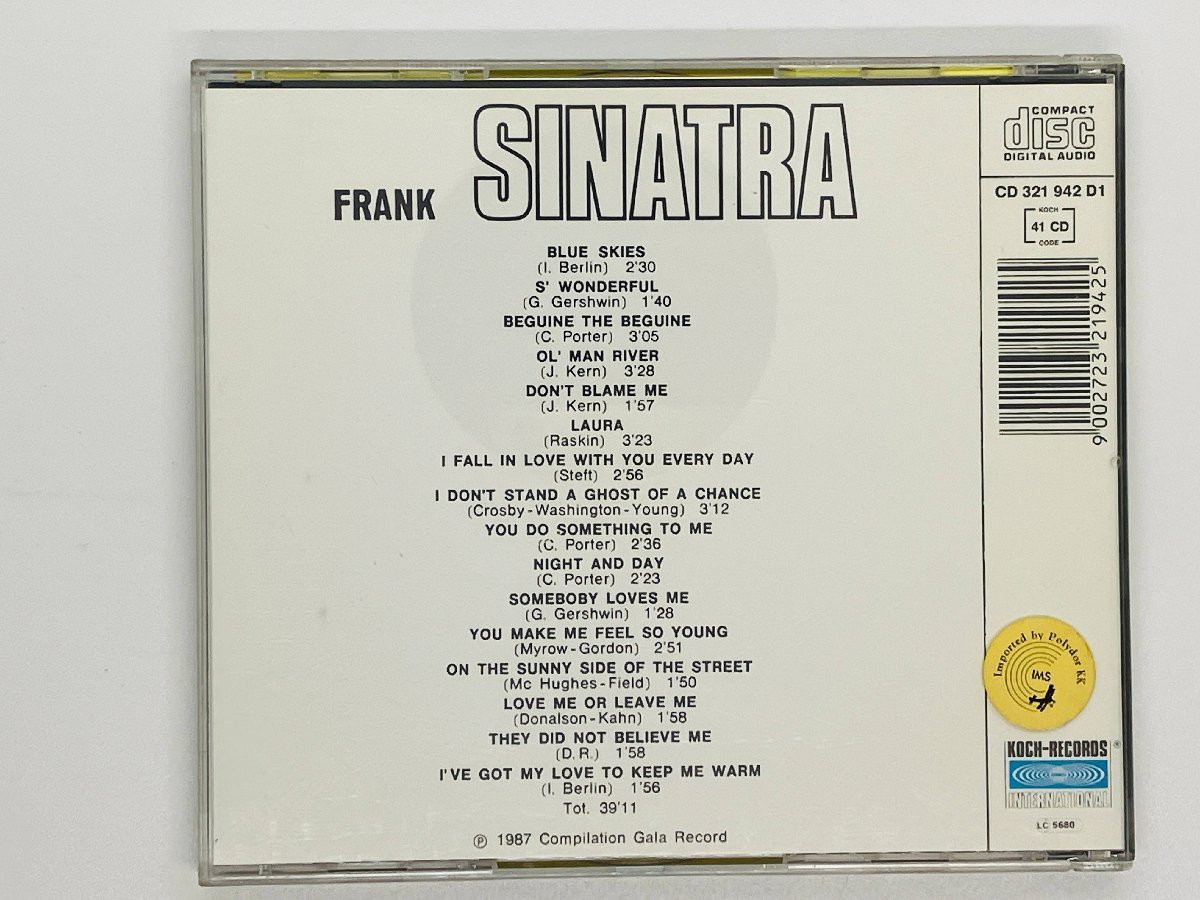 FRANK SINATRA
BLUE SKIES
(I. Berlin) 2'30
S' WONDERFUL
(G. Gershwin) 1'40
BEGUINE THE BEGUINE
(C. Porter) 3'05
OL' MAN RIVER
(J. Kern) 3'28
DON'T BLAME ME
(J. Kern) 1'57
LAURA
(Raskin) 3'23
I FALL IN LOVE WITH YOU EVERY DAY
(Steft) 2'56
I DON'T STAND A GHOST OF A CHANCE
(Crosby-Washington-Young) 3'12
YOU DO SOMETHING TO ME
(C. Porter) 2'36
NIGHT AND DAY
(C. Porter) 2'23
SOMEBOBY LOVES ME
(G. Gershwin) 1'28
YOU MAKE ME FEEL SO YOUNG
(Myrow-Gordon) 2'51
ON THE SUNNY SIDE OF THE STREET
(Mc Hughes-Field) 1'50
LOVE ME OR LEAVE ME
(Donalson-Kahn) 1'58
THEY DID NOT BELIEVE ME
(D.R.) 1'58
I'VE GOT MY LOVE TO KEEP ME WARM
(I. Berlin) 1'56
Tot. 39'11
℗ 1987 Compilation Gala Record
COMPACT
disc
DIGITAL AUDIO
CD 321 942 D1
KOCH
41 CD
CODE
9 002723 219425
Imported by Polydor KK
IMS
KOCH-RECORDS®
INTERNATIONAL
LC 5680